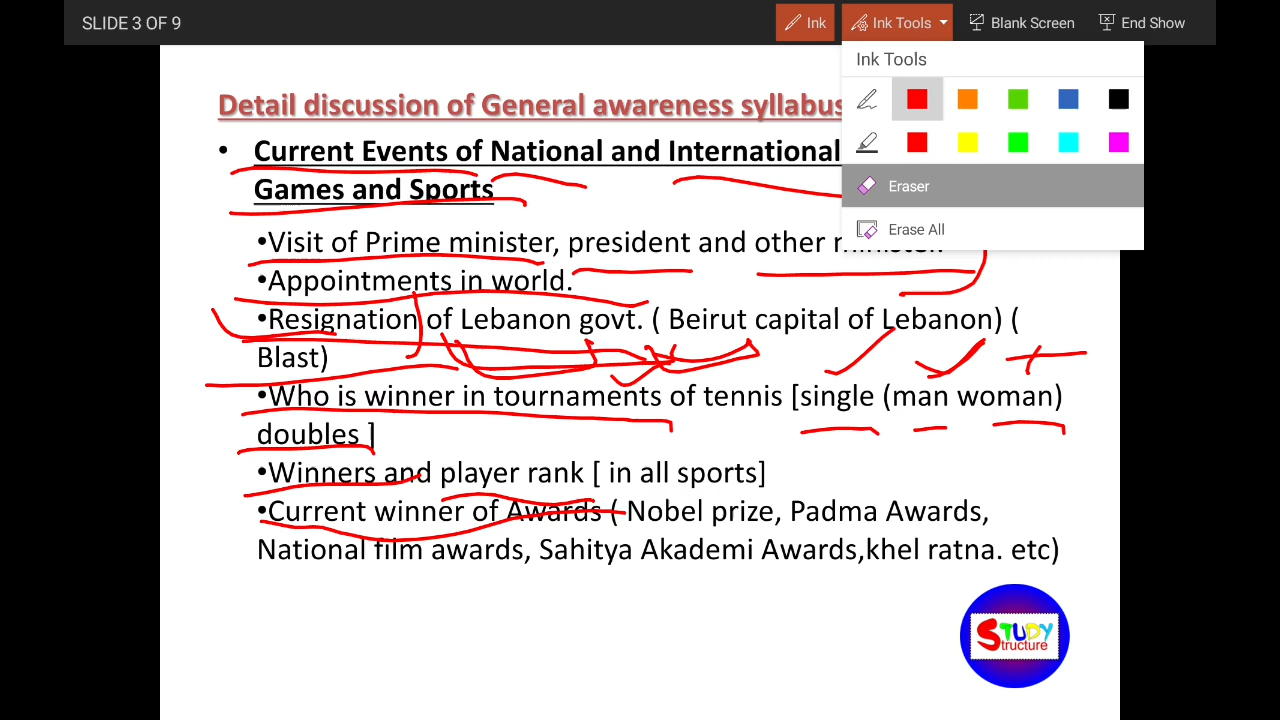 SLIDE 3 OF 9
Ink
Ink Tools
Blank Screen
End Show
Ink Tools
Eraser
Erase All
Detail discussion of General awareness syllabus
• Current Events of National and International
Games and Sports
•Visit of Prime minister, president and other minister.
•Appointments in world.
•Resignation of Lebanon govt. ( Beirut capital of Lebanon) (
Blast)
•Who is winner in tournaments of tennis [single (man woman)
doubles ]
•Winners and player rank [ in all sports]
•Current winner of Awards ( Nobel prize, Padma Awards,
National film awards, Sahitya Akademi Awards,khel ratna. etc)
STUDY
Structure